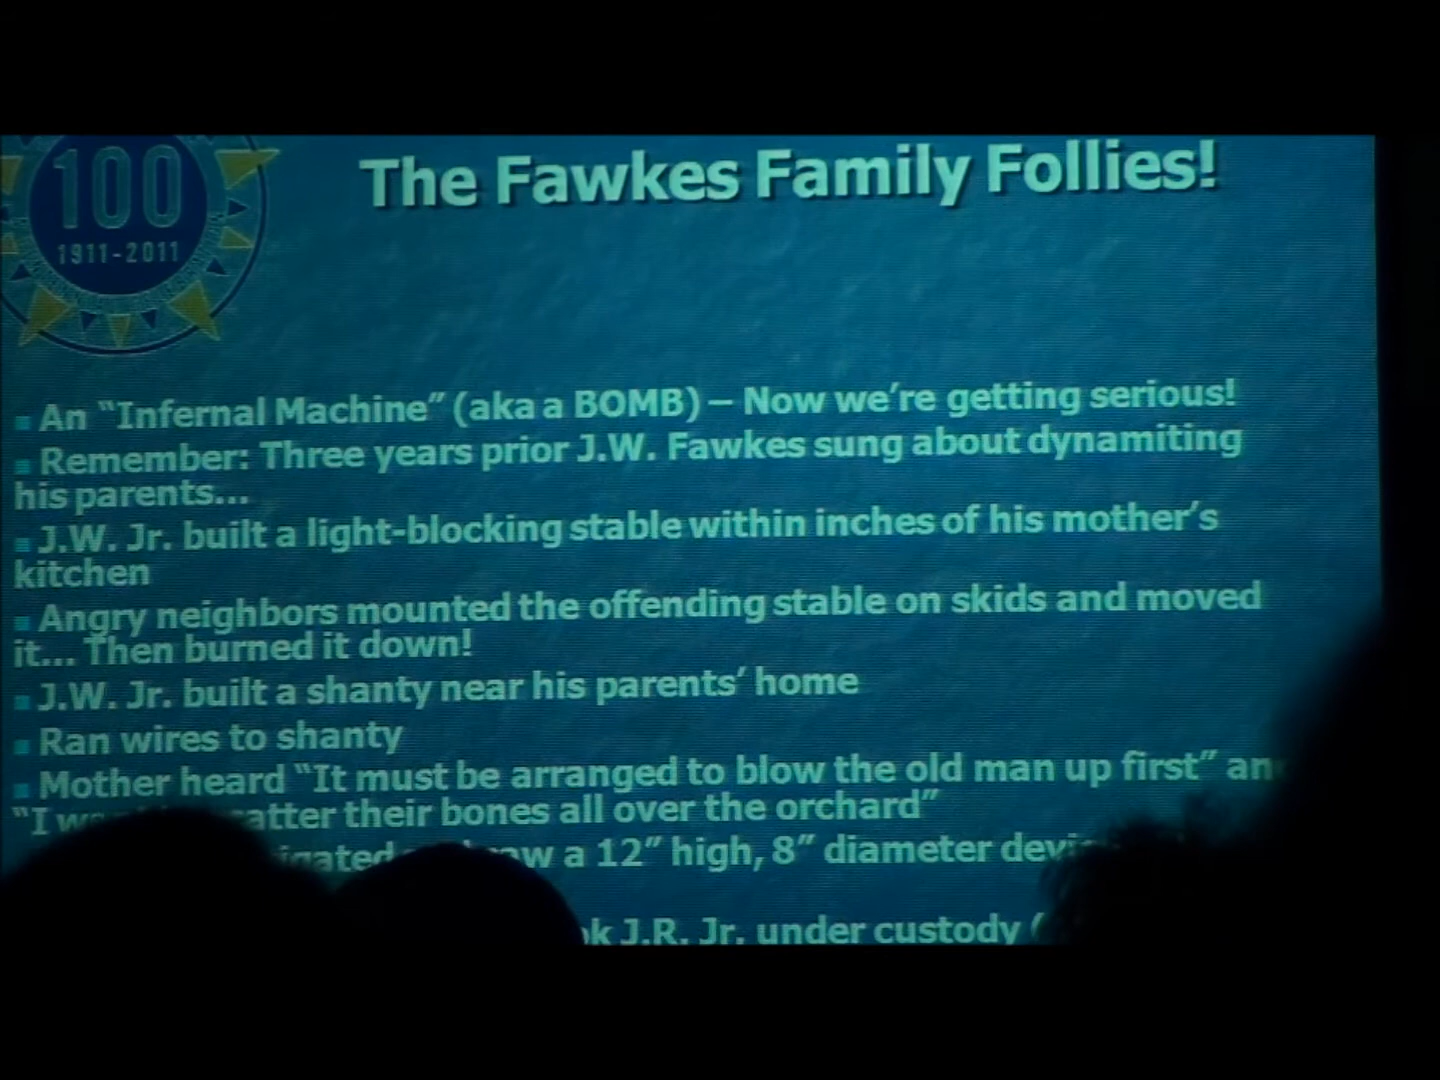 100
1911-2011
The Fawkes Family Follies!
An “Infernal Machine” (aka a BOMB) – Now we’re getting serious!
Remember: Three years prior J.W. Fawkes sung about dynamiting
his parents...
J.W. Jr. built a light-blocking stable within inches of his mother’s
kitchen
Angry neighbors mounted the offending stable on skids and moved
it... Then burned it down!
J.W. Jr. built a shanty near his parents’ home
Ran wires to shanty
Mother heard “It must be arranged to blow the old man up first”
“I their bones all over the orchard”
a 12” high, 8” diameter
J.R. Jr. under custody (